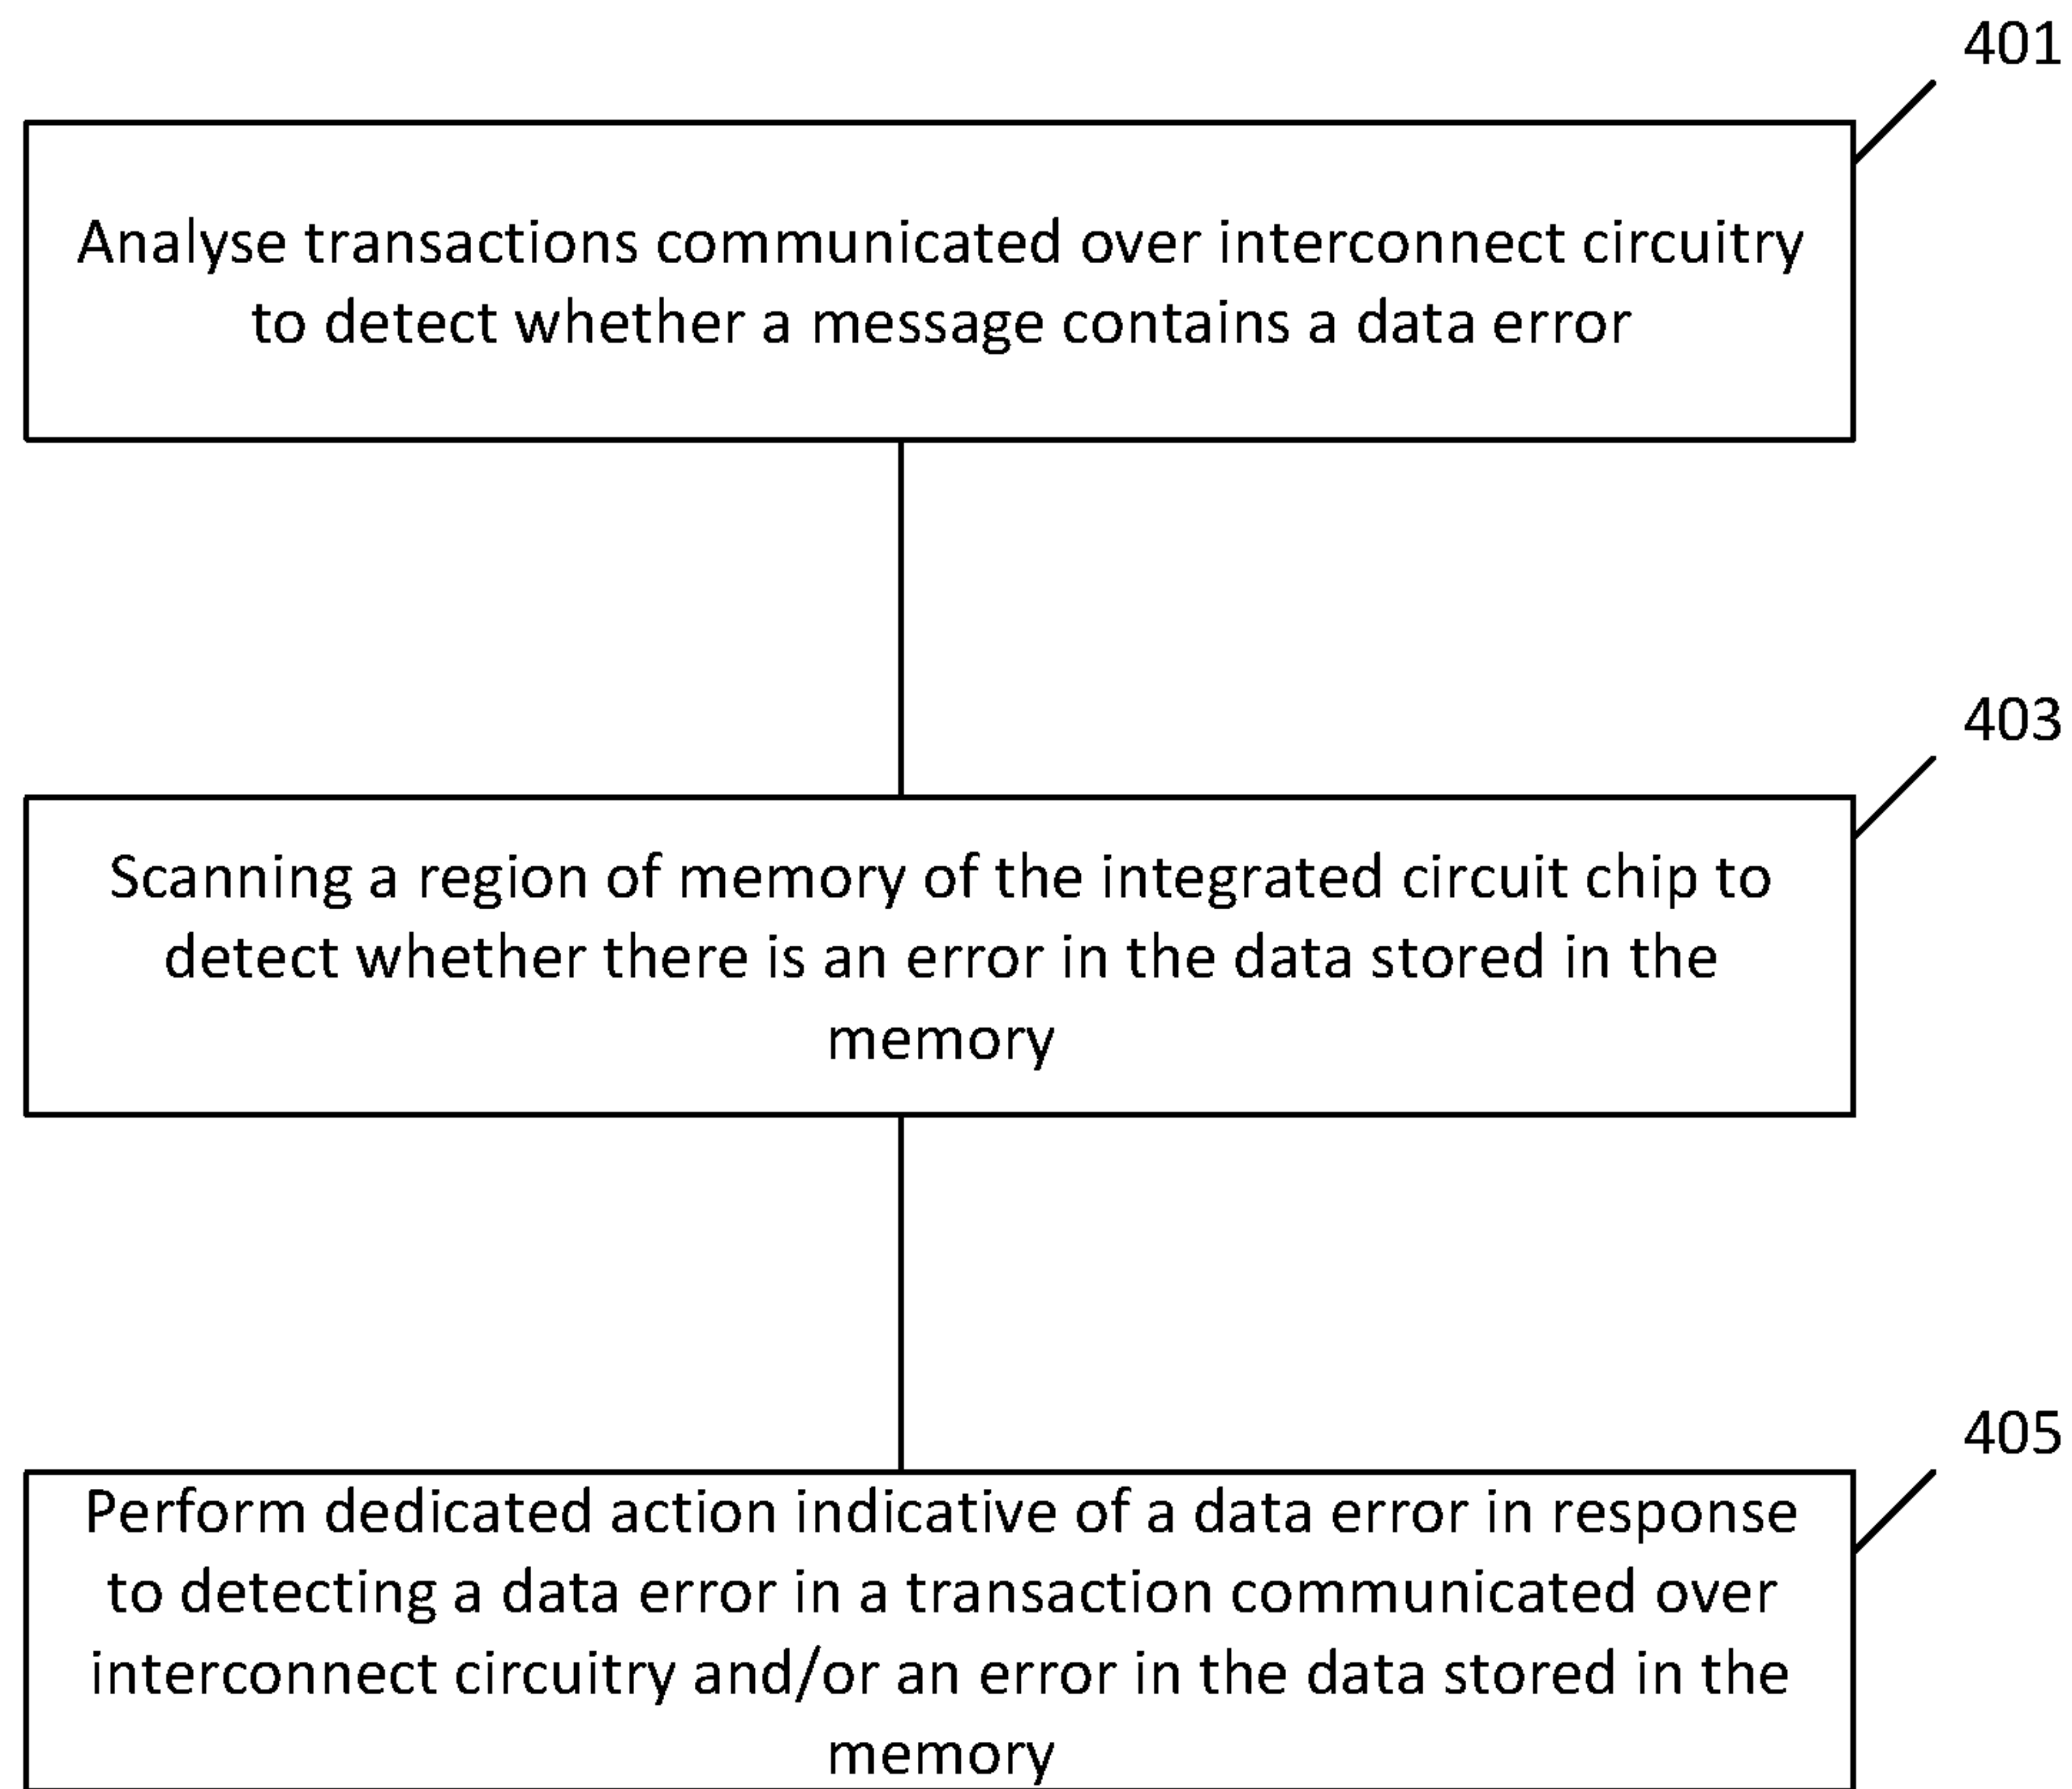 401
Analyse transactions communicated over interconnect circuitry
to detect whether a message contains a data error
403
Scanning a region of memory of the integrated circuit chip to
detect whether there is an error in the data stored in the
memory
405
Perform dedicated action indicative of a data error in response
to detecting a data error in a transaction communicated over
interconnect circuitry and/or an error in the data stored in the
memory